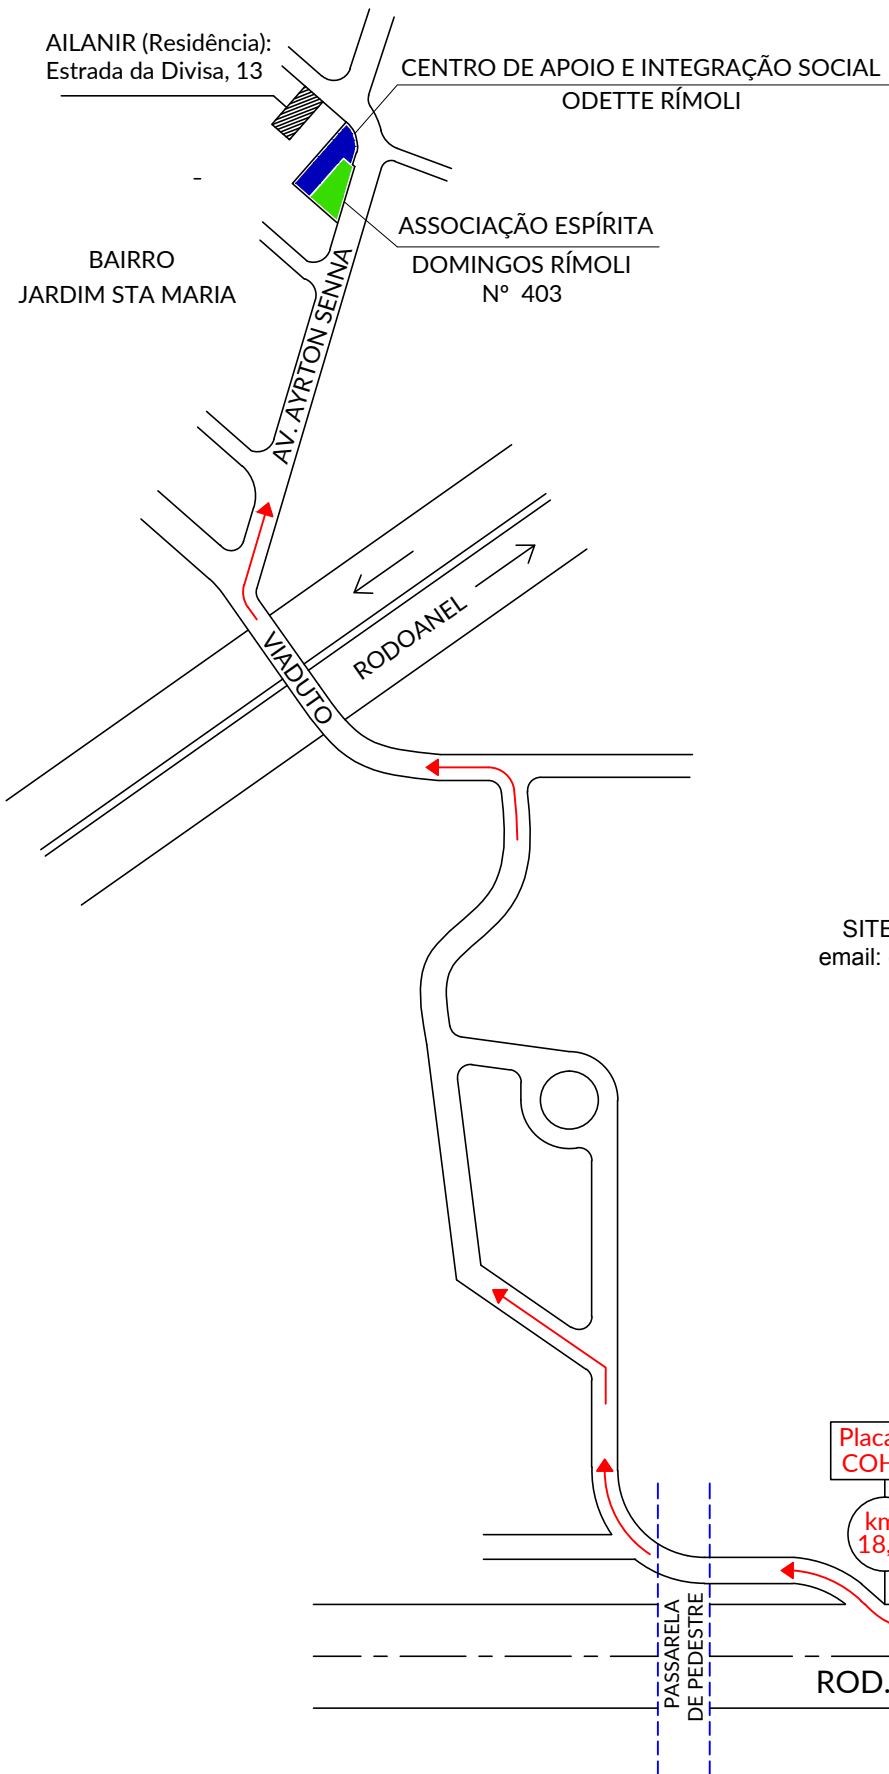 AILANIR (Residência):
Estrada da Divisa, 13
CENTRO DE APOIO E INTEGRAÇÃO SOCIAL
ODETTE RÍMOLI
ASSOCIAÇÃO ESPÍRITA
DOMINGOS RÍMOLI
Nº 403
BAIRRO
JARDIM STA MARIA
AV. AYRTON SENNA
RODOANEL
VIADUTO
SITE
email:
Placa
COH
km
18,
PASSARELA
DE PEDESTRE
ROD.